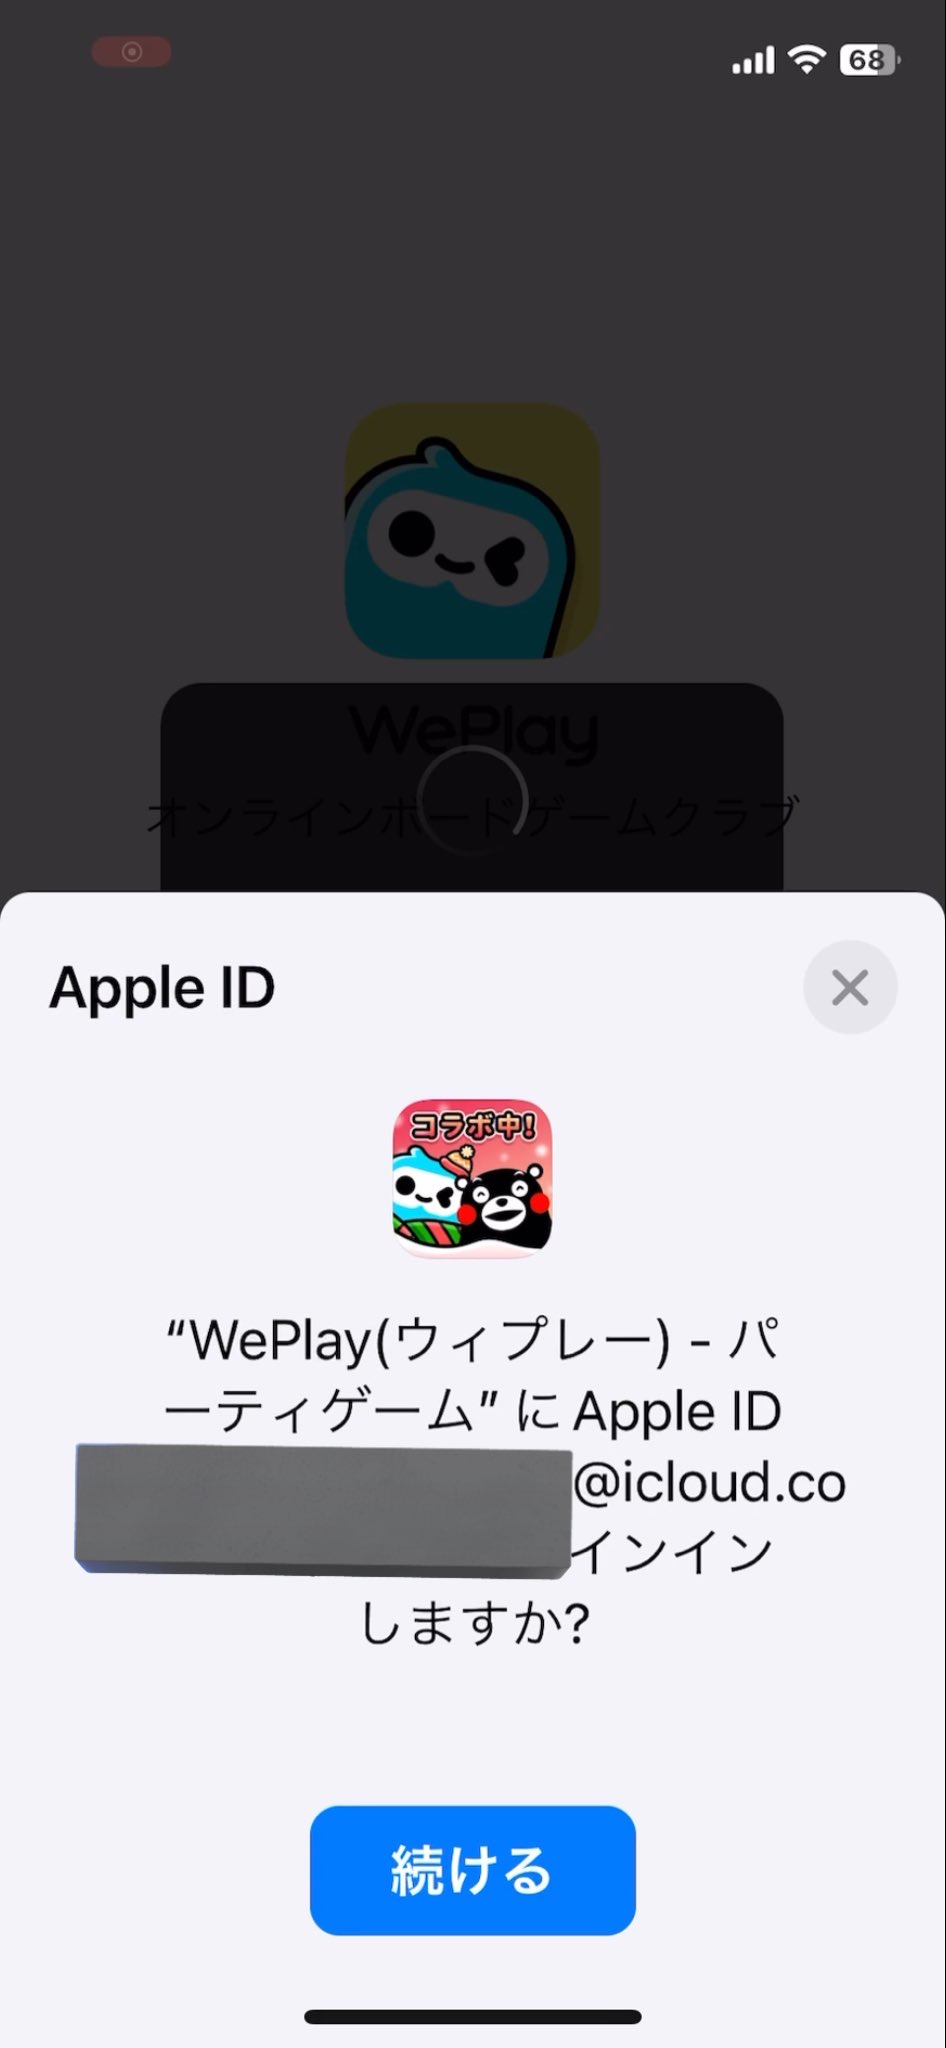 68
WePlay
オンラインボードゲームクラブ
Apple ID
コラボ中!
“WePlay(ウィプレー) - パ
ーティゲーム” に Apple ID
@icloud.co
インイン
しますか?
続ける